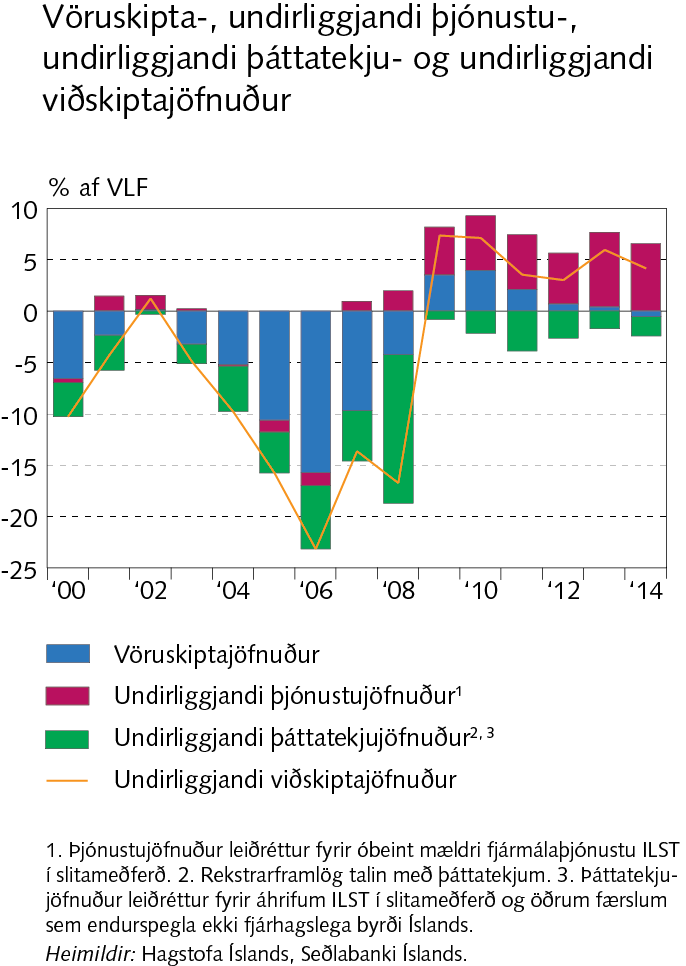 Vöruskipta-, undirliggjandi þjónustu-,
undirliggjandi þáttatekju- og undirliggjandi
viðskiptajöfnuður
% af VLF
10
5
0
-5
-10
-15
-20
-25
‘00 ‘02 ‘04 ‘06 ‘08 ‘10 ‘12 ‘14
Vöruskiptajöfnuður
Undirliggjandi þjónustujöfnuður¹
Undirliggjandi þáttatekjujöfnuður²˒ ³
Undirliggjandi viðskiptajöfnuður
1. Þjónustujöfnuður leiðréttur fyrir óbeint mældri fjármálaþjónustu ILST
í slitameðferð. 2. Rekstrarframlög talin með þáttatekjum. 3. Þáttatekju-
jöfnuður leiðréttur fyrir áhrifum ILST í slitameðferð og öðrum færslum
sem endurspegla ekki fjárhagslega byrði Íslands.
Heimildir: Hagstofa Íslands, Seðlabanki Íslands.